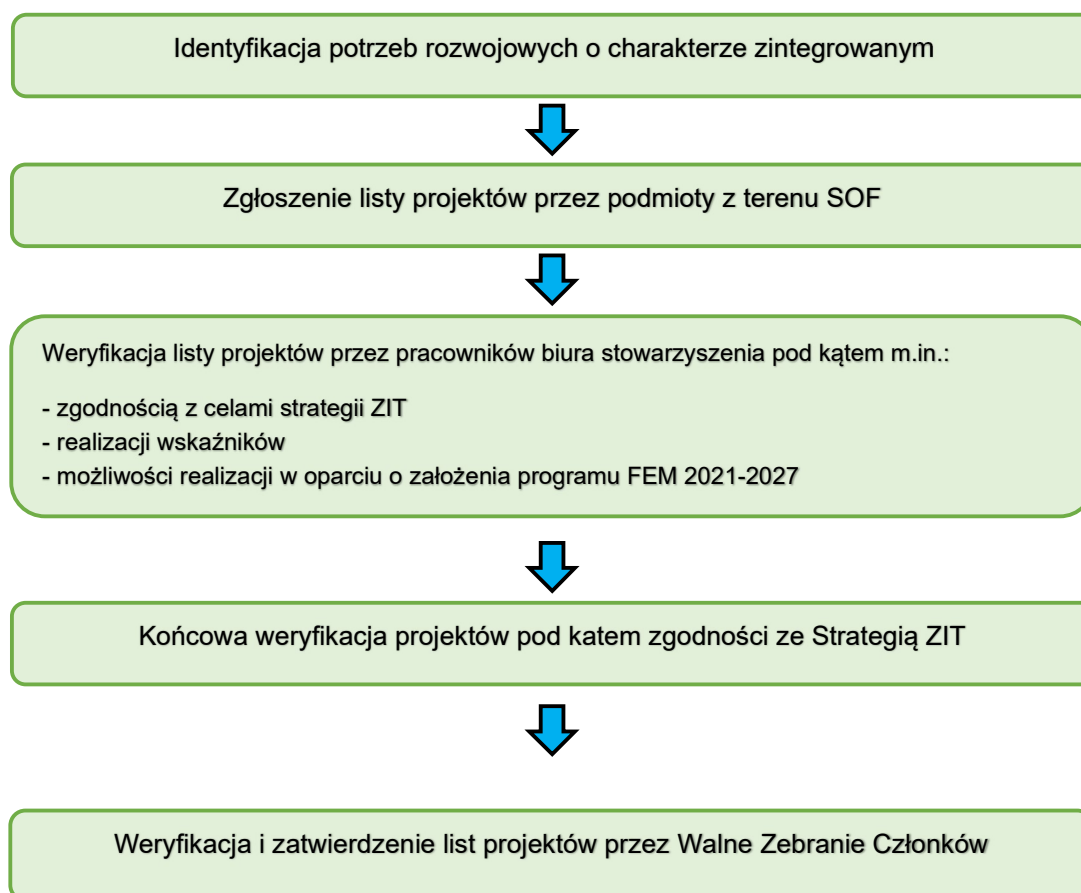 Identyfikacja potrzeb rozwojowych o charakterze zintegrowanym
Zgłoszenie listy projektów przez podmioty z terenu SOF
Weryfikacja listy projektów przez pracowników biura stowarzyszenia pod kątem m.in.:
- zgodnością z celami strategii ZIT
- realizacji wskaźników
- możliwości realizacji w oparciu o założenia programu FEM 2021-2027
Końcowa weryfikacja projektów pod katem zgodności ze Strategią ZIT
Weryfikacja i zatwierdzenie list projektów przez Walne Zebranie Członków